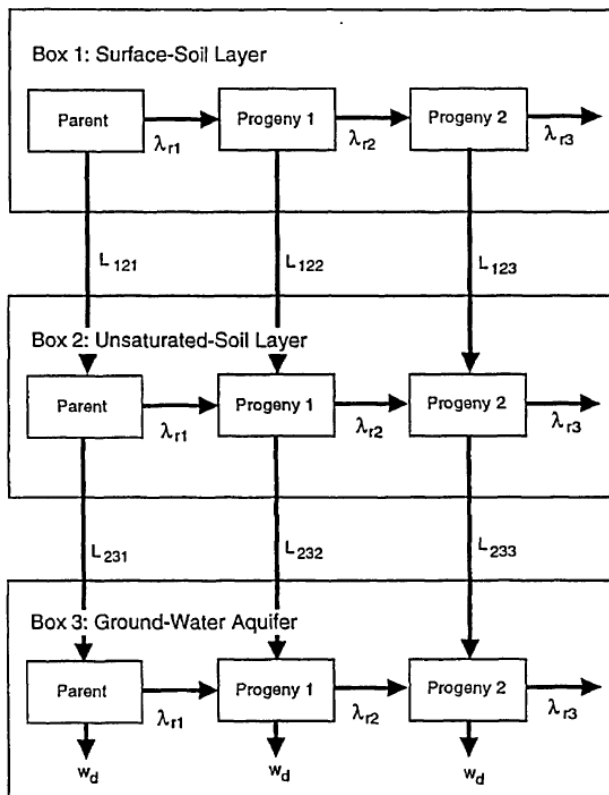 Box 1: Surface-Soil Layer
Parent
λr1
Progeny 1
λr2
Progeny 2
λr3
L121
L122
L123
Box 2: Unsaturated-Soil Layer
Parent
λr1
Progeny 1
λr2
Progeny 2
λr3
L231
L232
L233
Box 3: Ground-Water Aquifer
Parent
λr1
Progeny 1
λr2
Progeny 2
λr3
wd
wd
wd